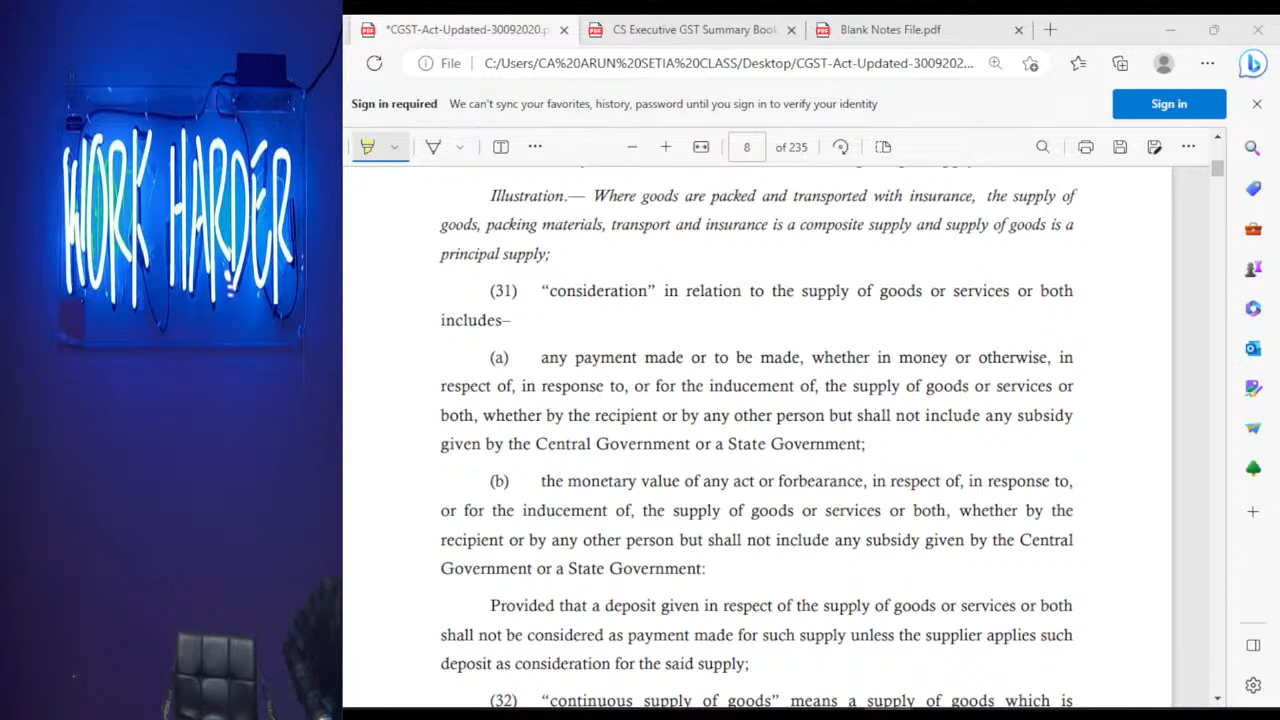 WORK HARDER
*CGST-Act-Updated-30092020.p
CS Executive GST Summary Book
Blank Notes File.pdf
File
C:/Users/CA%20ARUN%20SETIA%20CLASS/Desktop/CGST-Act-Updated-3009202...
Sign in required We can't sync your favorites, history, password until you sign in to verify your identity
Sign in
8 of 235
Illustration.— Where goods are packed and transported with insurance, the supply of
goods, packing materials, transport and insurance is a composite supply and supply of goods is a
principal supply;
(31) “consideration” in relation to the supply of goods or services or both
includes–
(a) any payment made or to be made, whether in money or otherwise, in
respect of, in response to, or for the inducement of, the supply of goods or services or
both, whether by the recipient or by any other person but shall not include any subsidy
given by the Central Government or a State Government;
(b) the monetary value of any act or forbearance, in respect of, in response to,
or for the inducement of, the supply of goods or services or both, whether by the
recipient or by any other person but shall not include any subsidy given by the Central
Government or a State Government:
Provided that a deposit given in respect of the supply of goods or services or both
shall not be considered as payment made for such supply unless the supplier applies such
deposit as consideration for the said supply;
(32) “continuous supply of goods” means a supply of goods which is